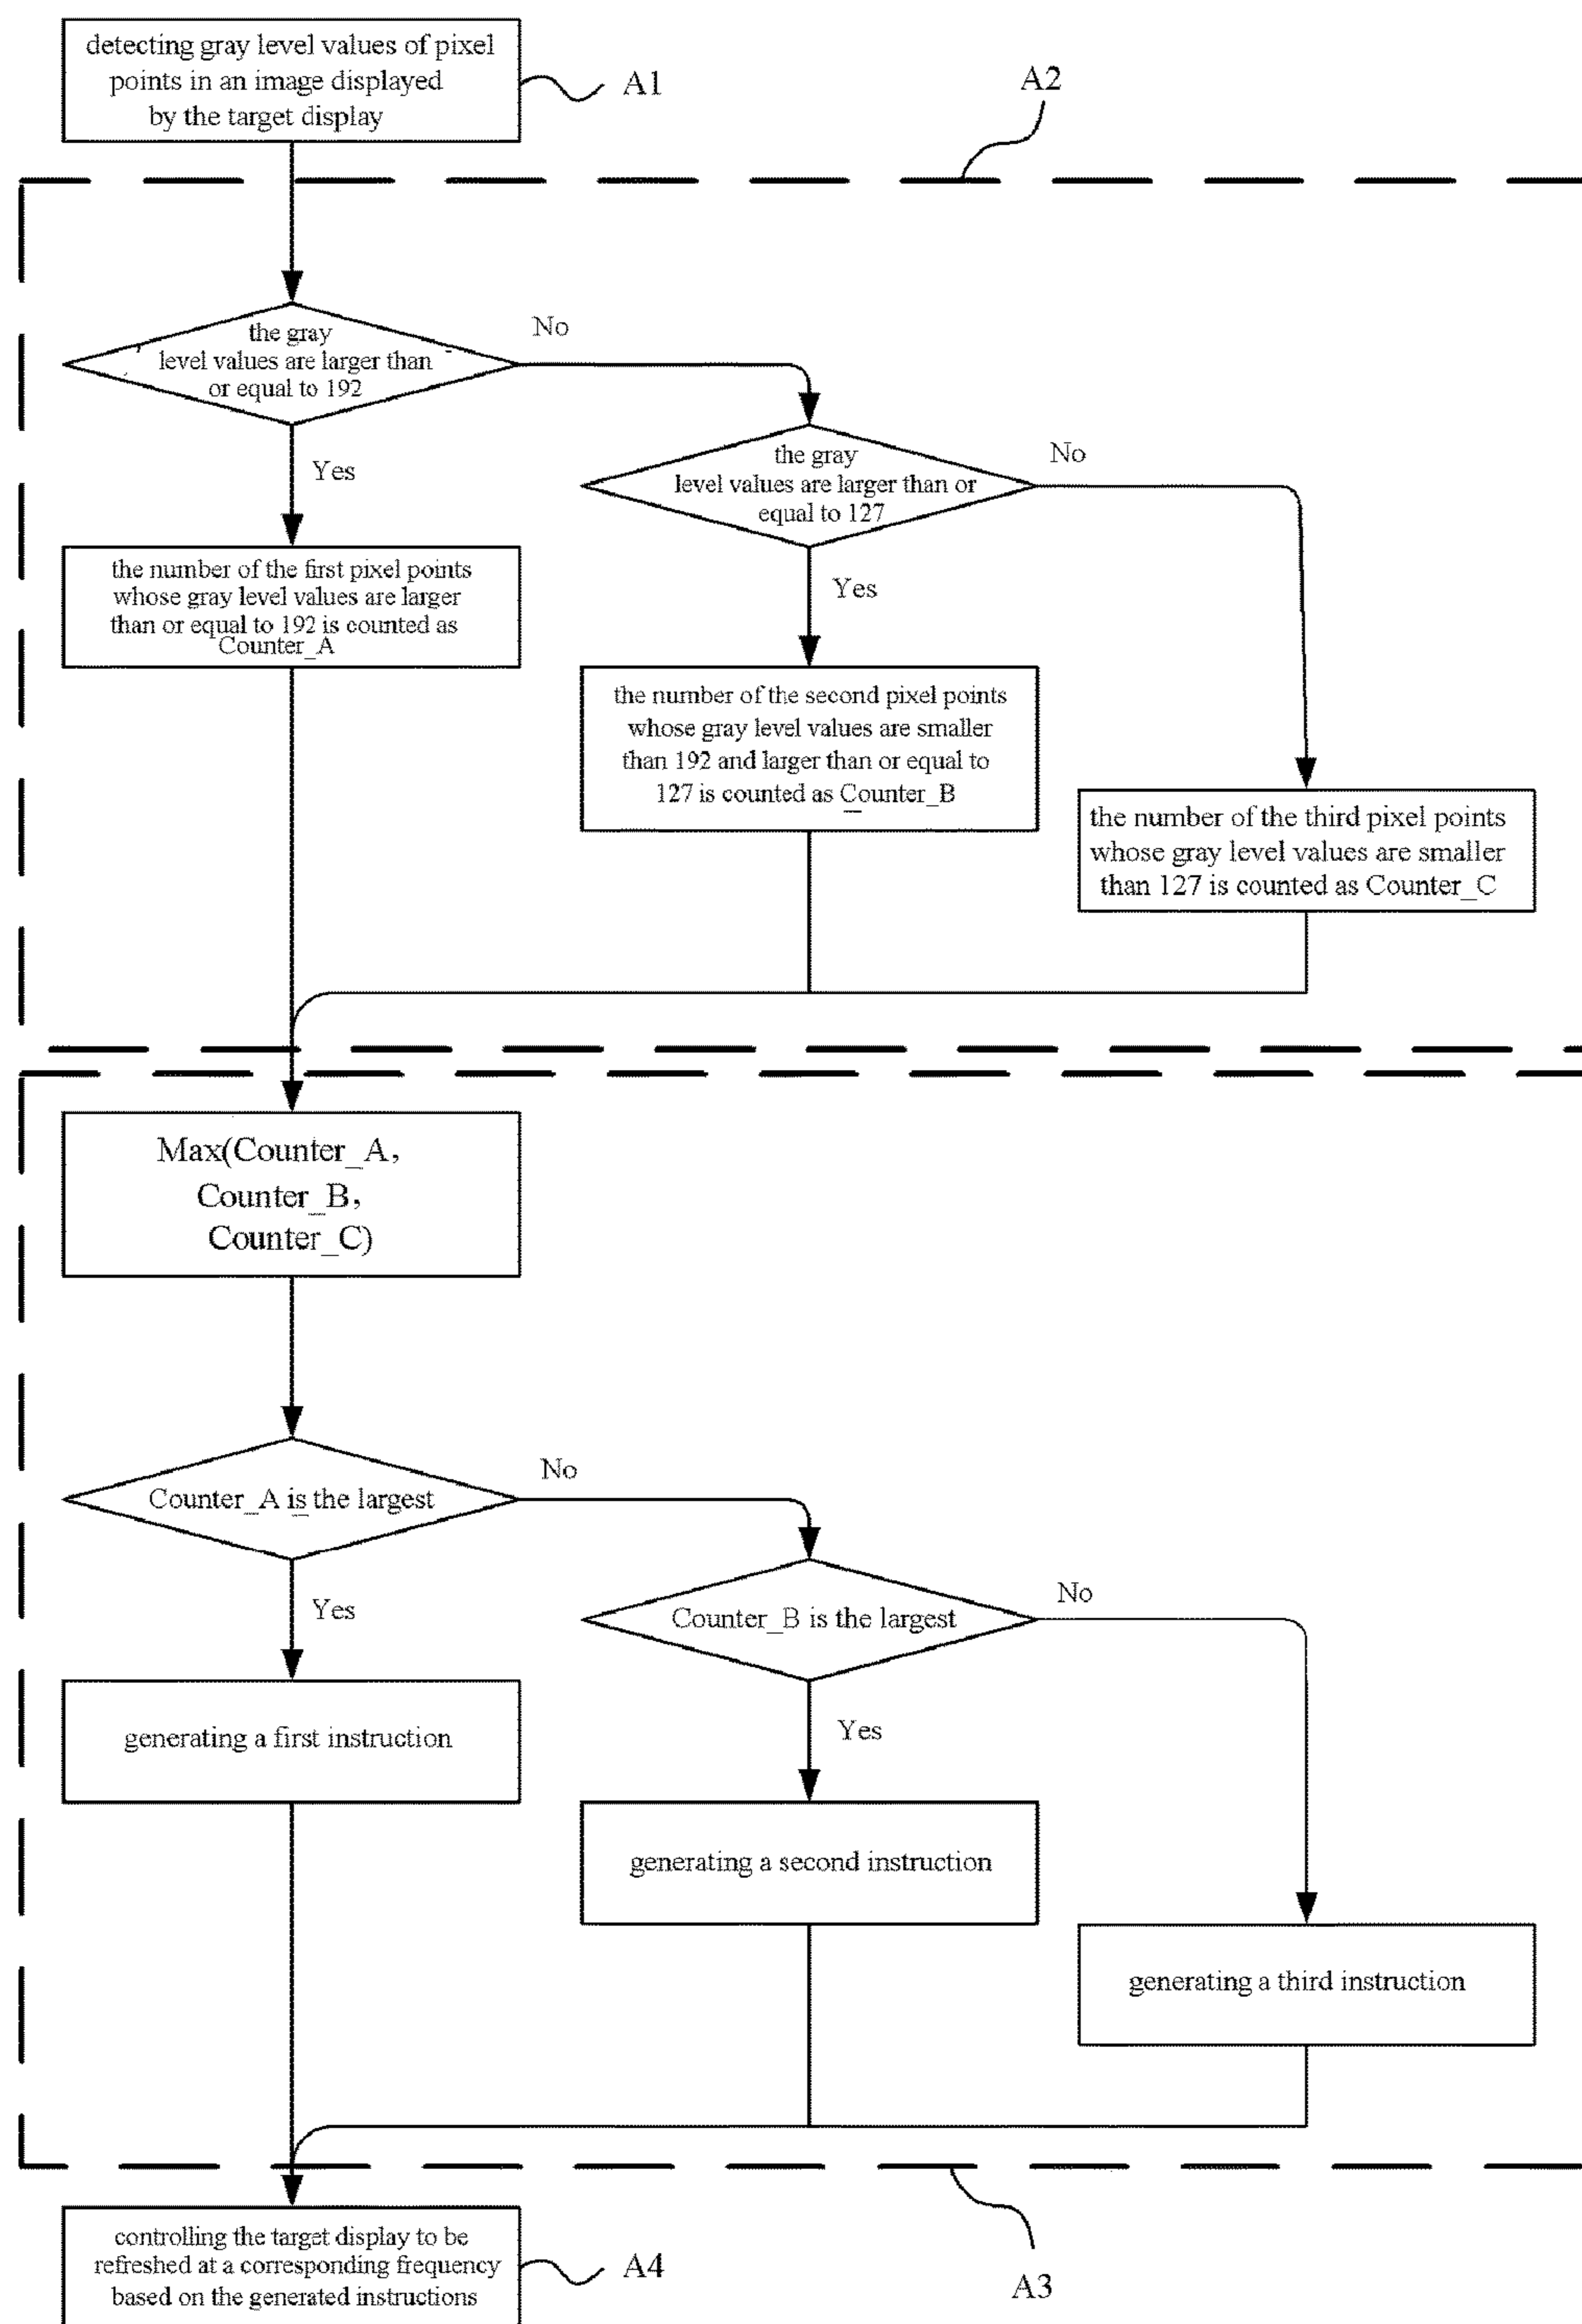 detecting gray level values of pixel
points in an image displayed
by the target display
A1
A2
the gray
level values are larger than
or equal to 192
No
Yes
the gray
level values are larger than or
equal to 127
No
Yes
the number of the first pixel points
whose gray level values are larger
than or equal to 192 is counted as
Counter_A
the number of the second pixel points
whose gray level values are smaller
than 192 and larger than or equal to
127 is counted as Counter_B
the number of the third pixel points
whose gray level values are smaller
than 127 is counted as Counter_C
Max(Counter_A,
Counter_B,
Counter_C)
Counter_A is the largest
No
Yes
Counter_B is the largest
No
Yes
generating a first instruction
generating a second instruction
generating a third instruction
controlling the target display to be
refreshed at a corresponding frequency
based on the generated instructions
A4
A3